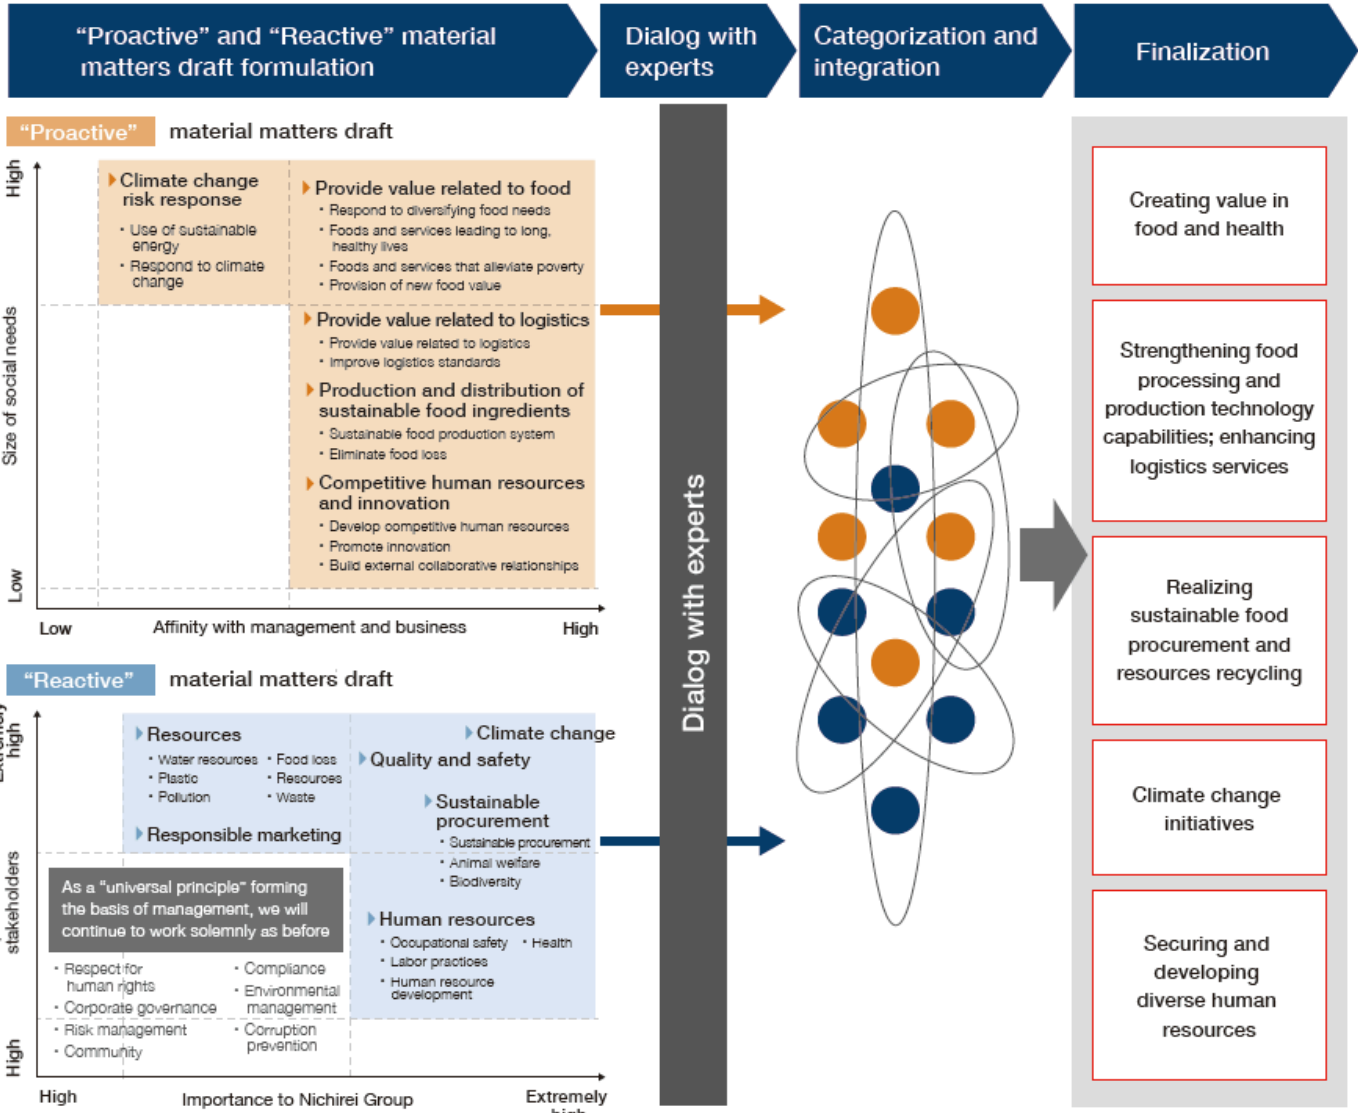 “Proactive” and “Reactive” material
matters draft formulation
Dialog with
experts
Categorization and
integration
Finalization
“Proactive”
material matters draft
High
Size of social needs
Low
Climate change
risk response
• Use of sustainable
energy
• Respond to climate
change
Provide value related to food
• Respond to diversifying food needs
• Foods and services leading to long,
healthy lives
• Foods and services that alleviate poverty
• Provision of new food value
Provide value related to logistics
• Provide value related to logistics
• Improve logistics standards
Production and distribution of
sustainable food ingredients
• Sustainable food production system
• Eliminate food loss
Competitive human resources
and innovation
• Develop competitive human resources
• Promote innovation
• Build external collaborative relationships
Low
Affinity with management and business
High
“Reactive”
material matters draft
Extremely
high
stakeholders
High
Resources
• Water resources
• Plastic
• Pollution
• Food loss
• Resources
• Waste
Responsible marketing
Climate change
Quality and safety
Sustainable
procurement
• Sustainable procurement
• Animal welfare
• Biodiversity
Human resources
• Occupational safety • Health
• Labor practices
• Human resource
development
As a “universal principle” forming
the basis of management, we will
continue to work solemnly as before
• Respect for
human rights
• Corporate governance
• Risk management
• Community
• Compliance
• Environmental
management
• Corruption
prevention
High
Importance to Nichirei Group
Extremely
high
Dialog with experts
Creating value in
food and health
Strengthening food
processing and
production technology
capabilities; enhancing
logistics services
Realizing
sustainable food
procurement and
resources recycling
Climate change
initiatives
Securing and
developing
diverse human
resources